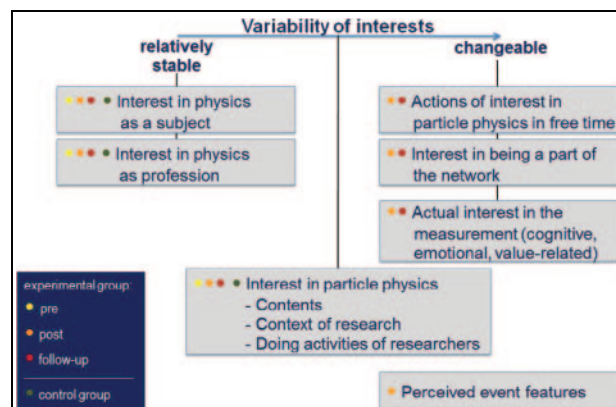 Variability of interests
relatively
stable
changeable
Interest in physics
as a subject
Interest in physics
as profession
Actions of interest in
particle physics in free time
Interest in being a part of
the network
Actual interest in the
measurement (cognitive,
emotional, value-related)
Interest in particle physics
- Contents
- Context of research
- Doing activities of researchers
experimental group:
pre
post
follow-up
control group
Perceived event features